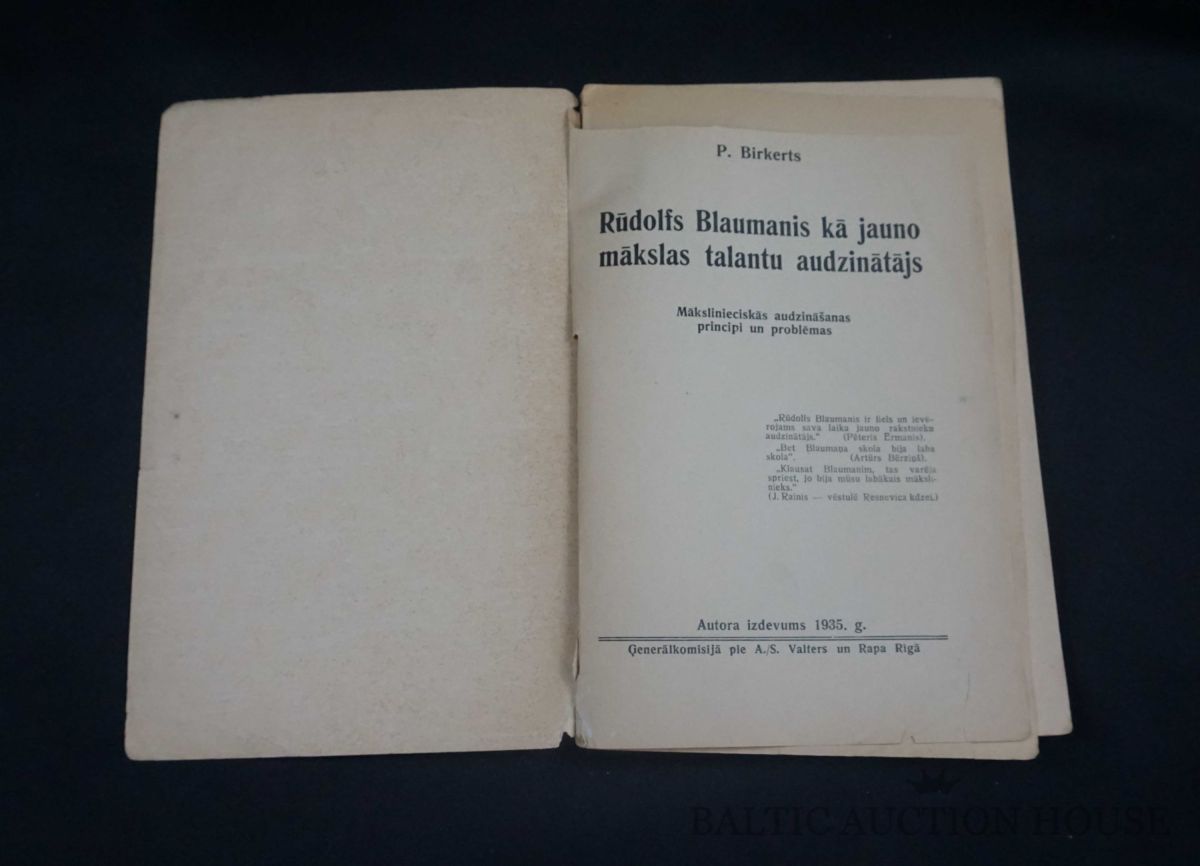 P. Birkerts
Rūdolfs Blaumanis kā jauno
mākslas talantu audzinātājs
Mākslinieciskās audzināšanas
principi un problēmas
„Rūdolfs Blaumanis ir liels un ievē-
rojams sava laika jauno rakstnieku
audzinātājs." (Pēteris Ērmanis).
„Bet Blaumaņa skola bija laba
skola". (Artūrs Bērziņš).
„Klausat Blaumanim, tas varēja
spriest, jo bija mūsu labākais māksli-
nieks."
(J. Rainis — vēstulē Resnevica kdzei.)
Autora izdevums 1935. g.
Ģenerālkomisijā pie A./S. Valters un Rapa Rīgā
BALTIC AUCTION HOUSE